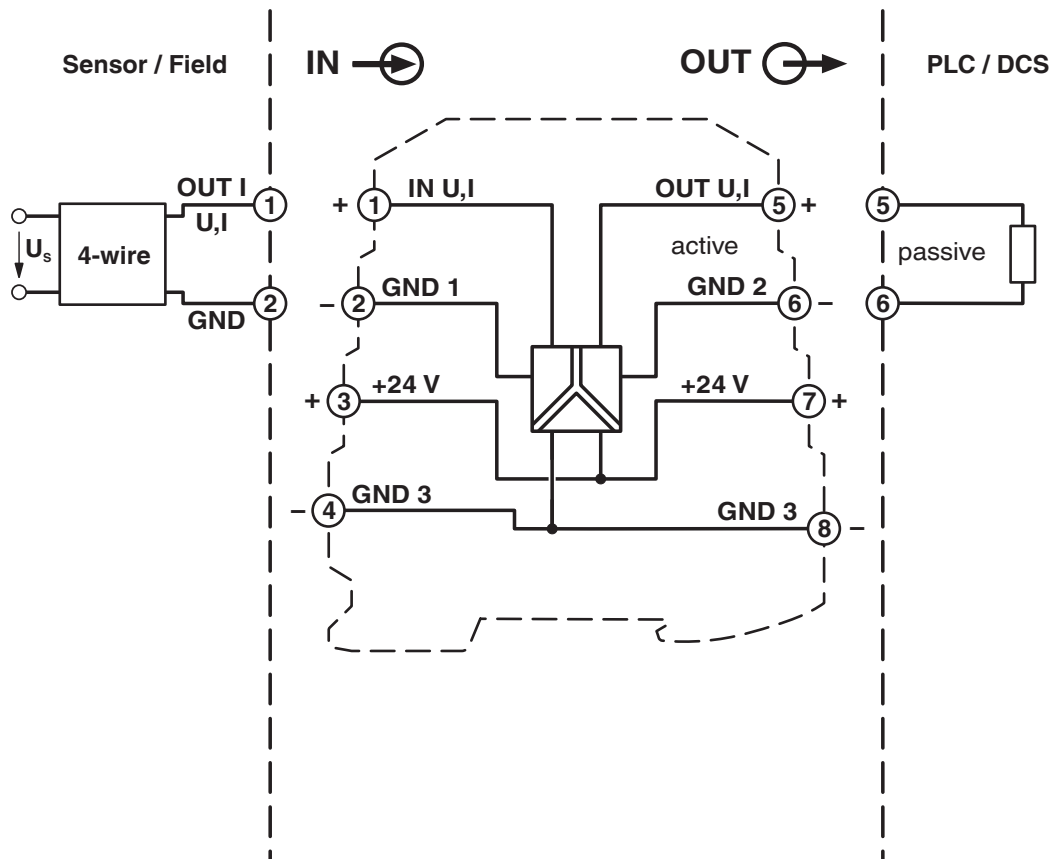 Sensor / Field
IN
OUT
PLC / DCS
OUT I
U,I
1
+ 1
IN U,I
OUT U,I
5 +
5
Us
4-wire
active
passive
GND
2
– 2
GND 1
GND 2
6 –
6
+ 3
+24 V
+24 V
7 +
– 4
GND 3
GND 3
8 –